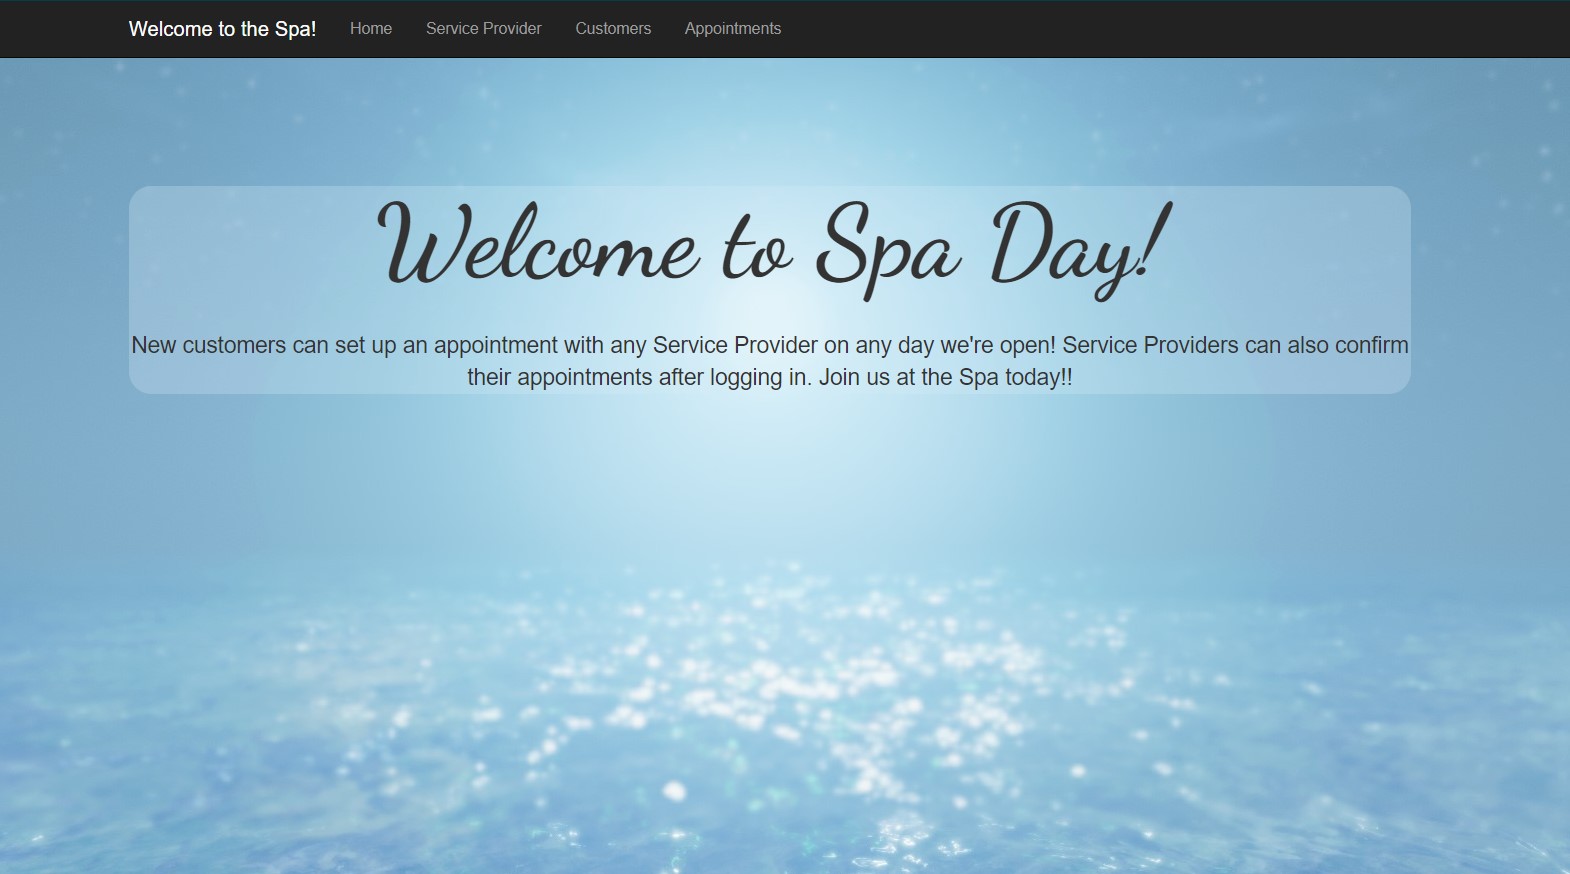 Welcome to the Spa! Home Service Provider Customers Appointments
Welcome to Spa Day!
New customers can set up an appointment with any Service Provider on any day we're open! Service Providers can also confirm
their appointments after logging in. Join us at the Spa today!!